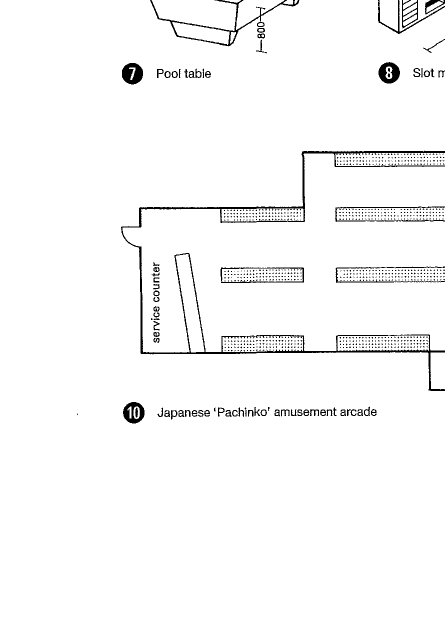 800
7 Pool table
8 Slot m
service counter
10 Japanese 'Pachinko' amusement arcade